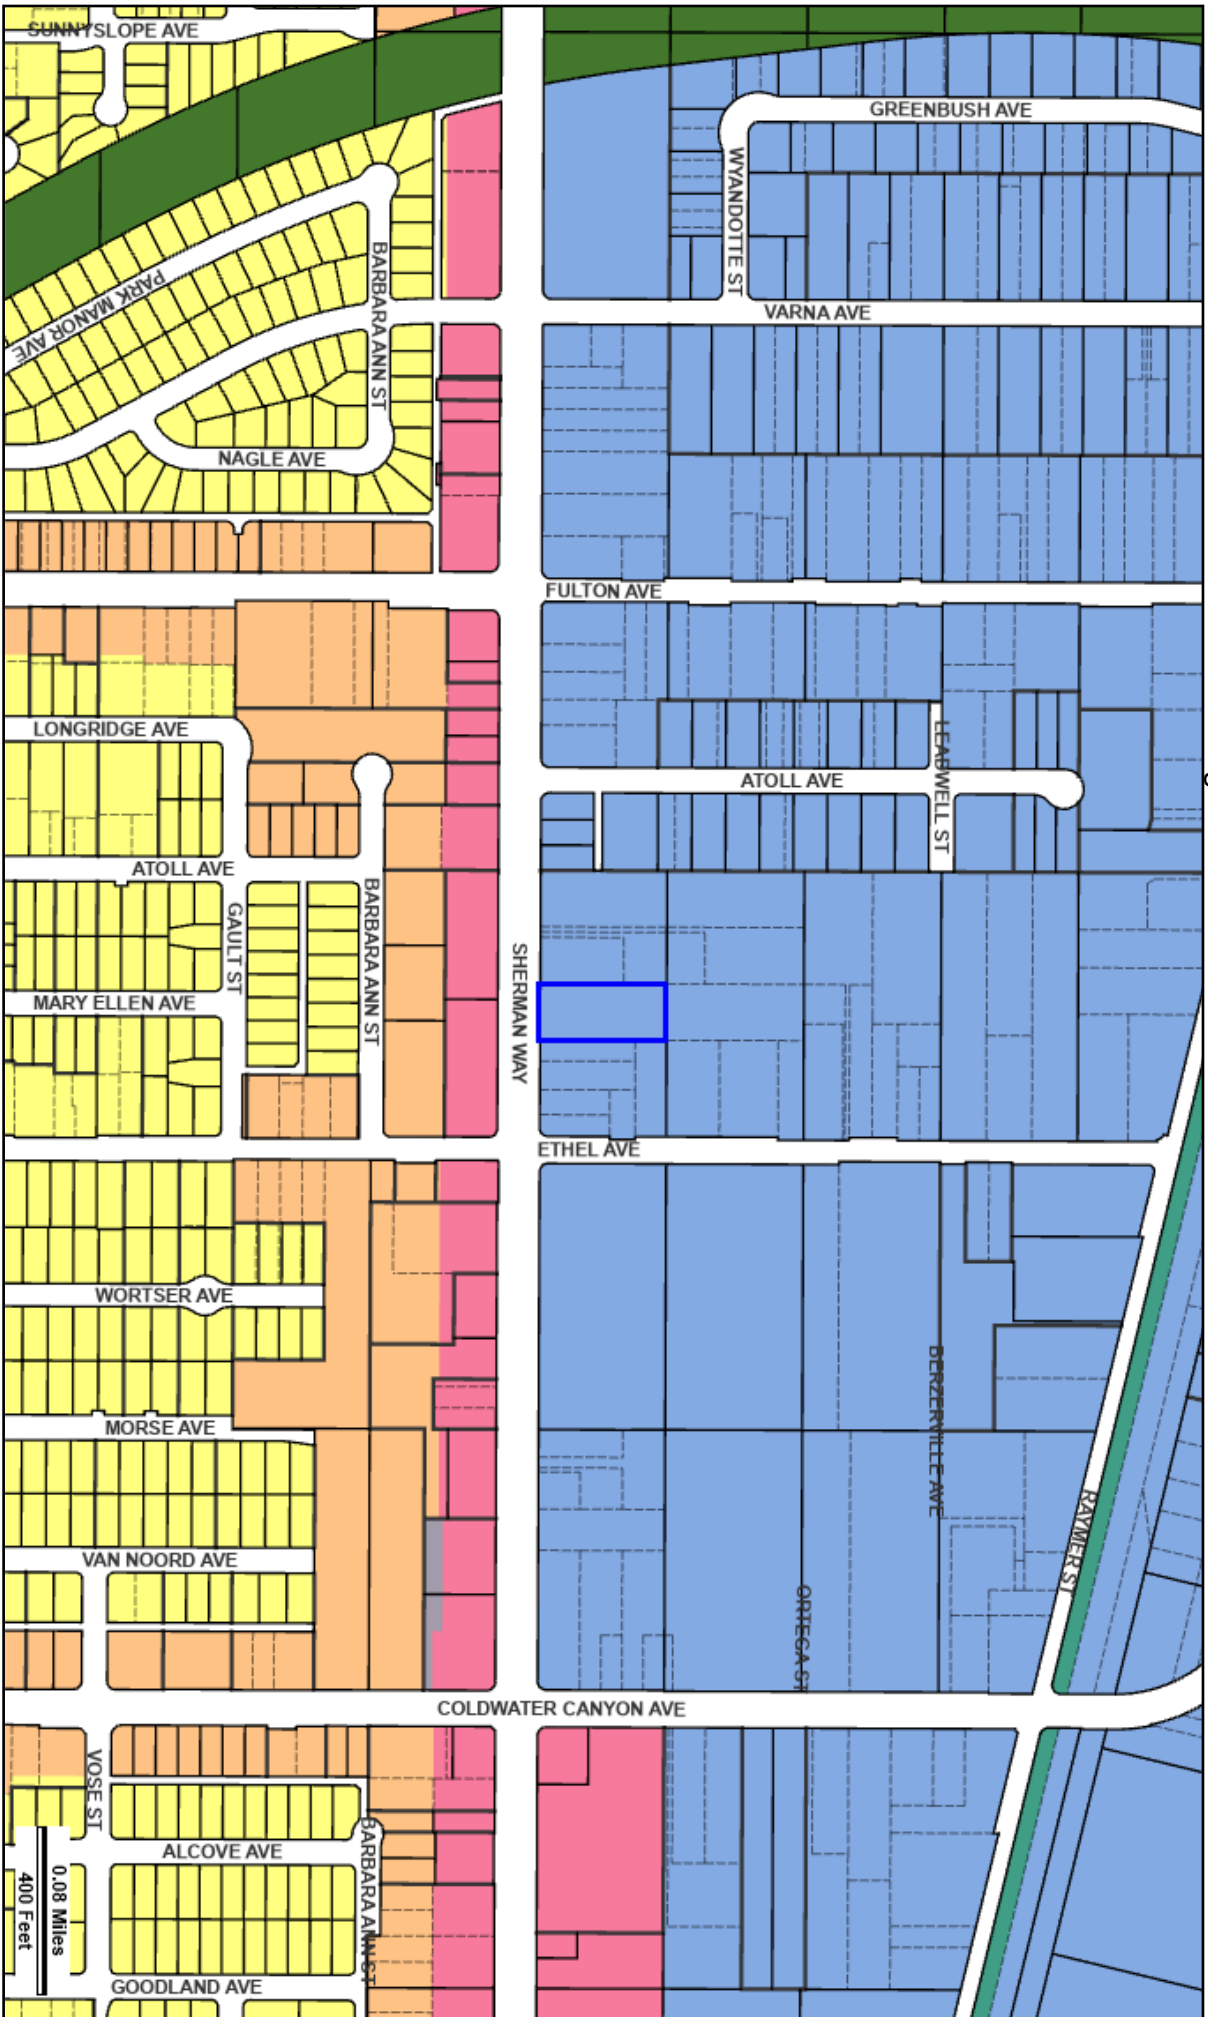 SUNNYSLOPE AVE
GREENBUSH AVE
WYANDOTTE ST
BARBARA ANN ST
PARK MANOR AVE
VARNA AVE
NAGLE AVE
FULTON AVE
LONGRIDGE AVE
LEADWELL ST
ATOLL AVE
ATOLL AVE
GAULT ST
BARBARA ANN ST
SHERMAN WAY
MARY ELLEN AVE
ETHEL AVE
WORTSER AVE
BERZERVILLE AVE
MORSE AVE
RAYMER ST
VAN NOORD AVE
ORTEGA ST
COLDWATER CANYON AVE
VOSE ST
BARBARA ANN ST
ALCOVE AVE
0.08 Miles
400 Feet
GOODLAND AVE